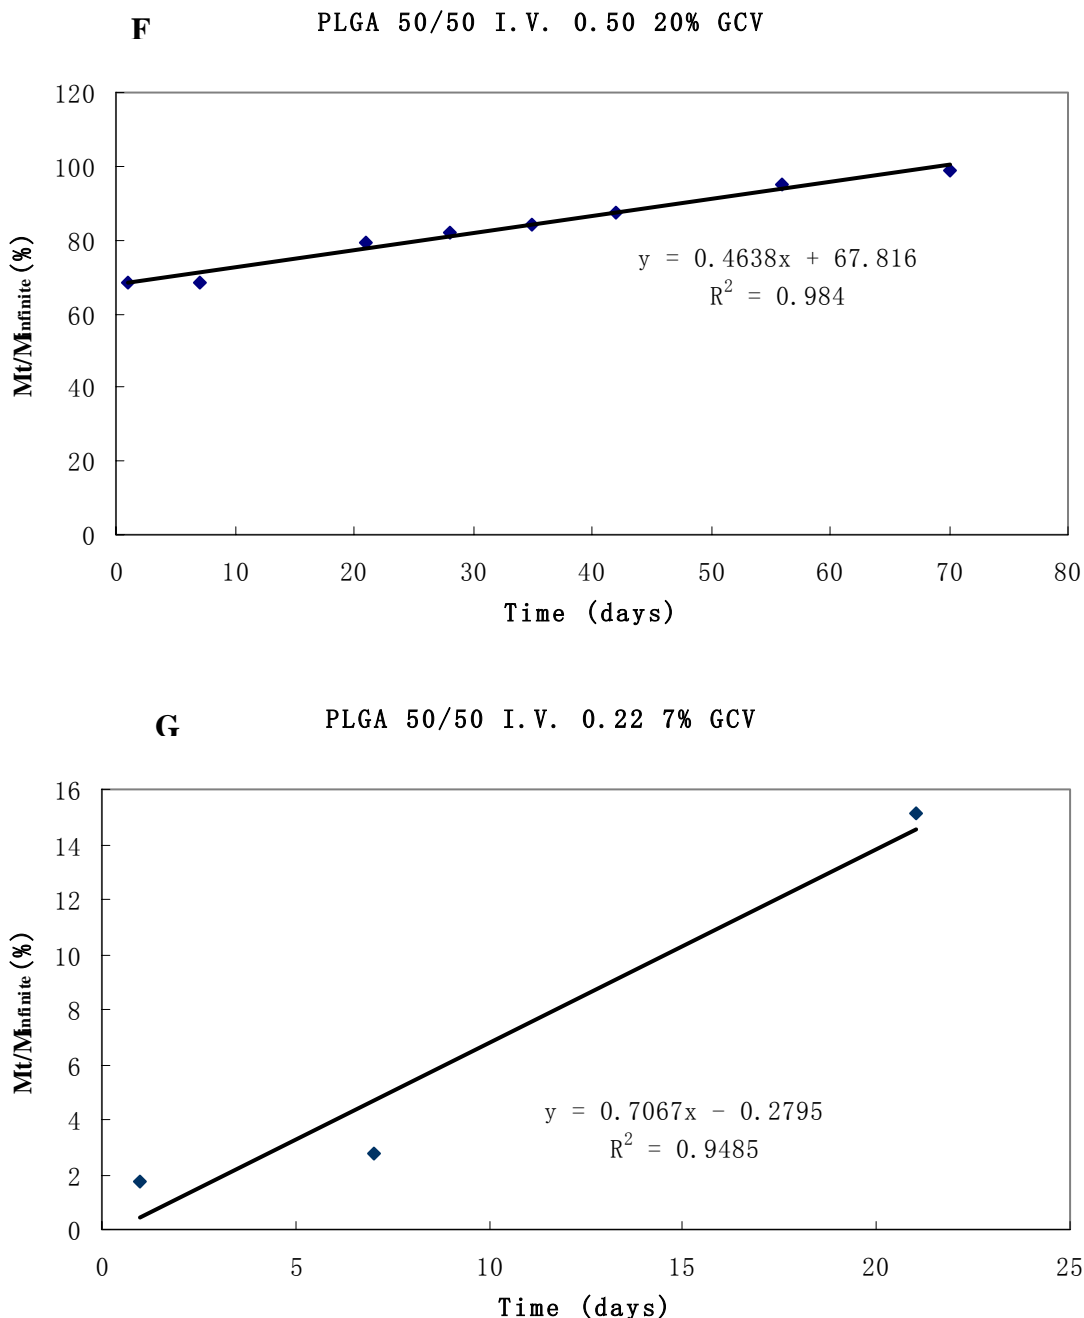 F
PLGA 50/50 I.V. 0.50 20% GCV
120
100
80
60
40
20
0
Mt/Minfinite(%)
y = 0.4638x + 67.816
R2 = 0.984
0 10 20 30 40 50 60 70 80
Time (days)
G
PLGA 50/50 I.V. 0.22 7% GCV
16
14
12
10
8
6
4
2
0
Mt/Minfinite(%)
y = 0.7067x - 0.2795
R2 = 0.9485
0 5 10 15 20 25
Time (days)